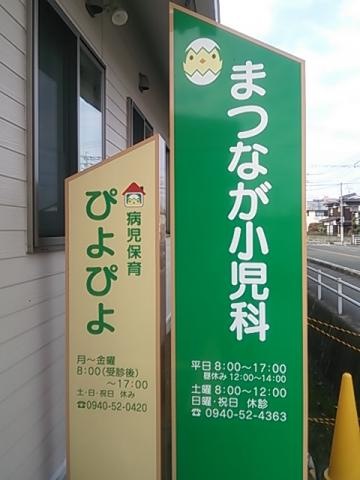 まつなが小児科
平日 8:00〜17:00
昼休み 12:00〜14:00
土曜 8:00〜12:00
日曜・祝日 休診
☎ 0940-52-4363
病児保育
ぴよぴよ
月〜金曜
8:00(受診後)
〜17:00
土・日・祝日 休み
☎ 0940-52-0420